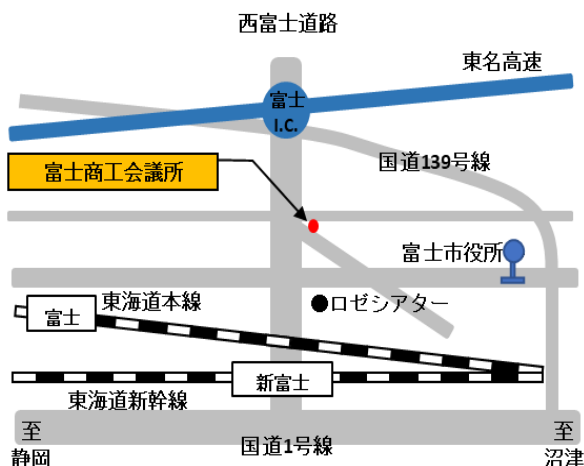 西富士道路
東名高速
富士
I.C.
国道139号線
富士商工会議所
富士市役所
東海道本線
●ロゼシアター
富士
新富士
東海道新幹線
至
静岡
国道1号線
至
沼津